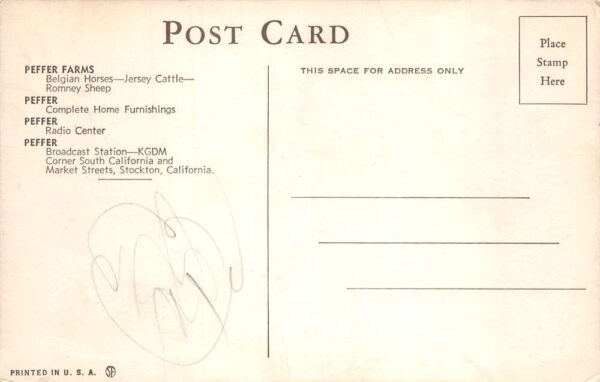 POST CARD
PEFFER FARMS
Belgian Horses—Jersey Cattle—
Romney Sheep
PEFFER
Complete Home Furnishings
PEFFER
Radio Center
PEFFER
Broadcast Station—KGDM
Corner South California and
Market Streets, Stockton, California.
THIS SPACE FOR ADDRESS ONLY
Place
Stamp
Here
PRINTED IN U. S. A.